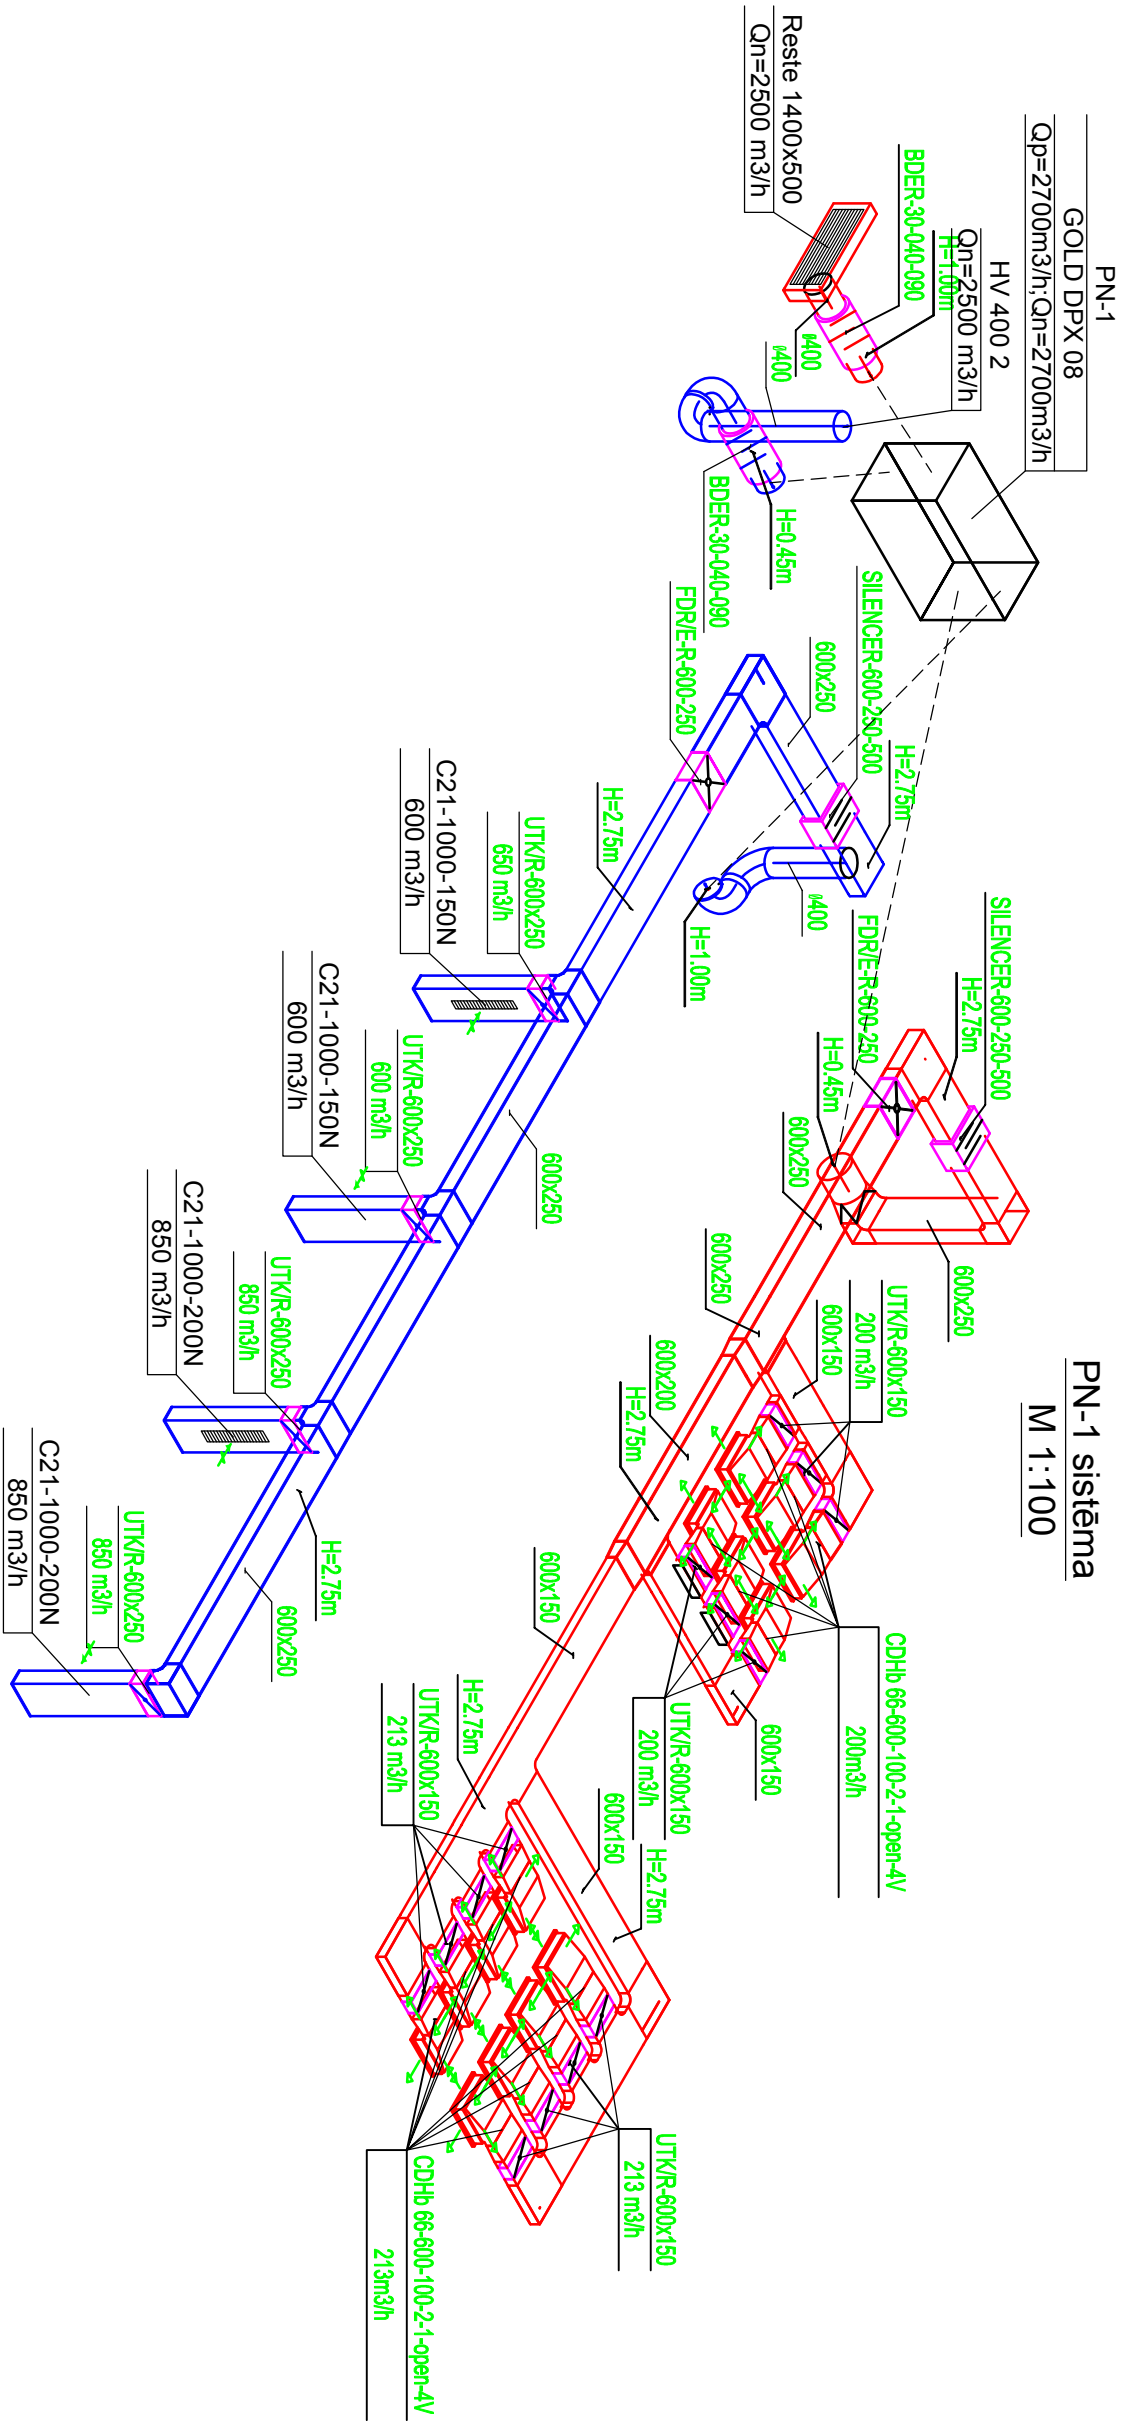 PN-1 sistēma
M 1:100
PN-1
GOLD DPX 08
Qp=2700m3/h;Qn=2700m3/h
HV 400 2
Qn=2500 m3/h
H=1.00m
BDER-30-040-090
Reste 1400x500
Qn=2500 m3/h
ø400
ø400
H=0.45m
BDER-30-040-090
SILENCER-600-250-500
H=2.75m
600x250
FDR/E-R-600-250
ø400
H=1.00m
H=2.75m
UTK/R-600x250
650 m3/h
C21-1000-150N
600 m3/h
600x250
UTK/R-600x250
600 m3/h
C21-1000-150N
600 m3/h
UTK/R-600x250
850 m3/h
C21-1000-200N
850 m3/h
H=2.75m
600x250
UTK/R-600x250
850 m3/h
C21-1000-200N
850 m3/h
SILENCER-600-250-500
H=2.75m
FDR/E-R-600-250
H=0.45m
600x250
600x250
600x250
UTK/R-600x150
200 m3/h
600x150
600x200
H=2.75m
CDHb 66-600-100-2-1-open-4V
200m3/h
600x150
UTK/R-600x150
200 m3/h
600x150
H=2.75m
600x150
H=2.75m
UTK/R-600x150
213 m3/h
UTK/R-600x150
213 m3/h
CDHb 66-600-100-2-1-open-4V
213m3/h